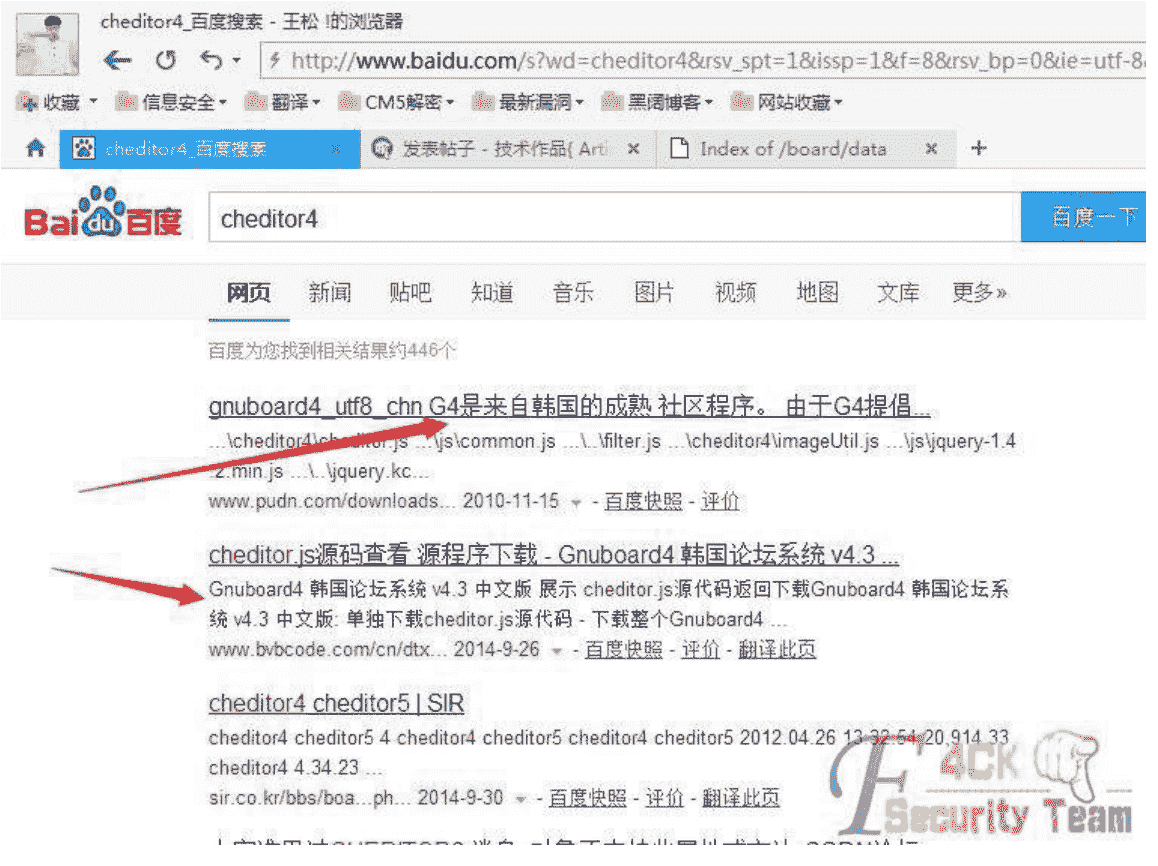 cheditor4_百度搜索 - 王松 !的浏览器
http://www.baidu.com/s?wd=cheditor4&rsv_spt=1&issp=1&f=8&rsv_bp=0&ie=utf-8&
收藏 信息安全 翻译 CM5解密 最新漏洞 黑阔博客 网站收藏
cheditor4_百度搜索 × 发表帖子 - 技术作品{ Arti × Index of /board/data × +
Bai du 百度 cheditor4 百度一下
网页 新闻 贴吧 知道 音乐 图片 视频 地图 文库 更多»
百度为您找到相关结果约446个
gnuboard4_utf8_chn G4是来自韩国的成熟 社区程序。 由于G4提倡...
...\cheditor4\cheditor.js ...\js\common.js ...\..\filter.js ...\cheditor4\imageUtil.js ...\js\jquery-1.4
.2.min.js ...\..\jquery.kc...
www.pudn.com/downloads... 2010-11-15 - 百度快照 - 评价
cheditor.js源码查看 源程序下载 - Gnuboard4 韩国论坛系统 v4.3 ...
Gnuboard4 韩国论坛系统 v4.3 中文版 展示 cheditor.js源代码返回下载Gnuboard4 韩国论坛系
统 v4.3 中文版: 单独下载cheditor.js源代码 - 下载整个Gnuboard4 ...
www.bvbcode.com/cn/dtx... 2014-9-26 - 百度快照 - 评价 - 翻译此页
cheditor4 cheditor5 | SIR
cheditor4 cheditor5 4 cheditor4 cheditor5 cheditor4 cheditor5 2012.04.26 13:32:54 20,914 33
cheditor4 4.34.23 ...
sir.co.kr/bbs/boa...ph... 2014-9-30 - 百度快照 - 评价 - 翻译此页
F4CK
Security Team